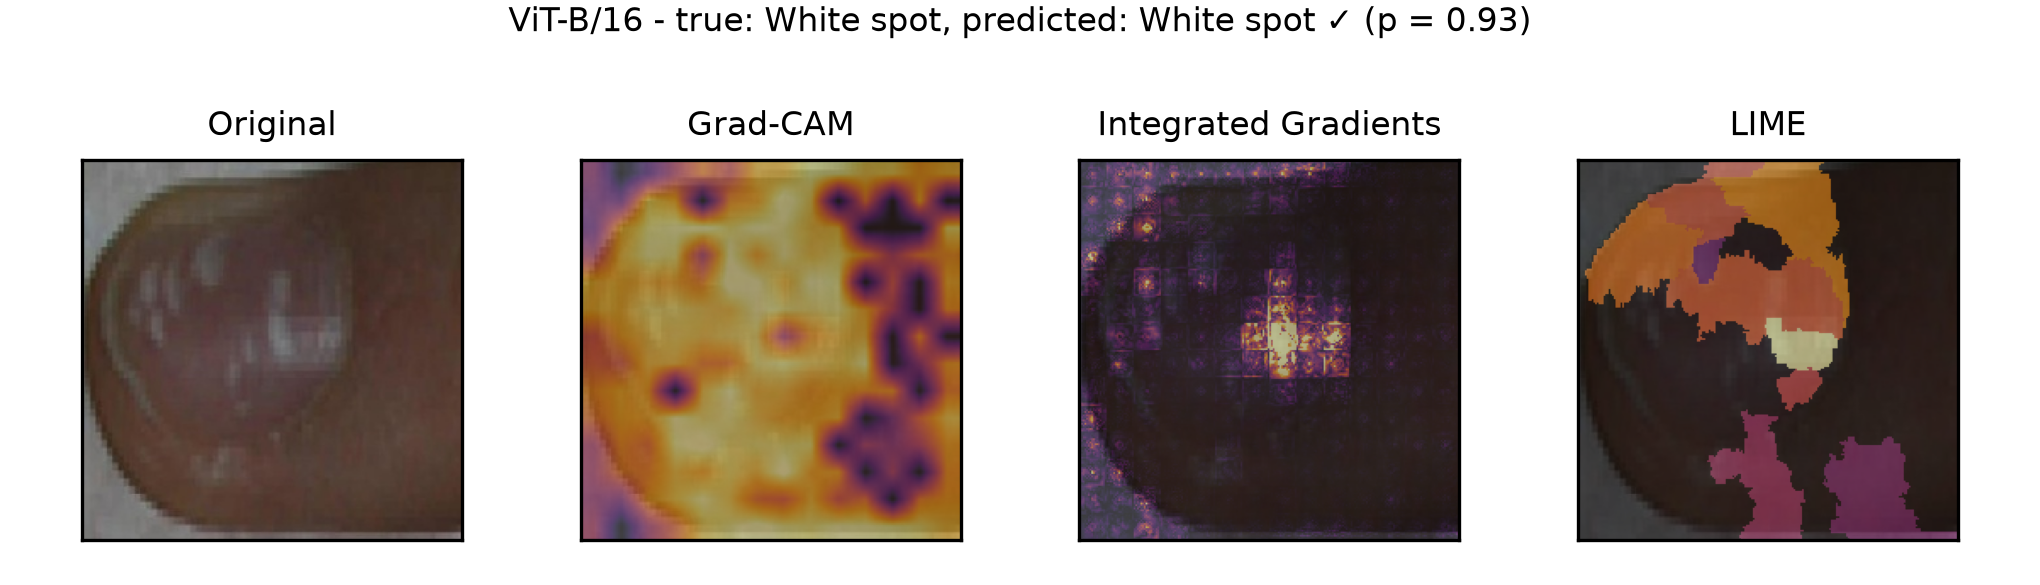 ViT-B/16 - true: White spot, predicted: White spot ✓ (p = 0.93)
Original
Grad-CAM
Integrated Gradients
LIME